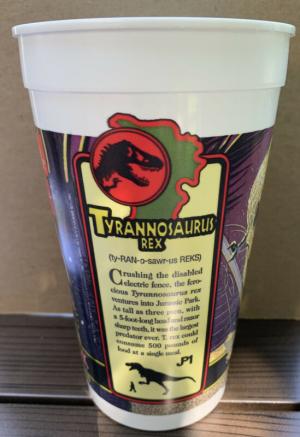 TYRANNOSAURUS
REX
(ty-RAN-o-sawr-us REKS)
Crushing the disabled
electric fence, the fero-
cious Tyrannosaurus rex
ventures into Jurassic Park.
As tall as three men, with
a 5-foot-long head and razor
sharp teeth, it was the largest
predator ever. T. rex could
consume 500 pounds of
food at a single meal.
JP1